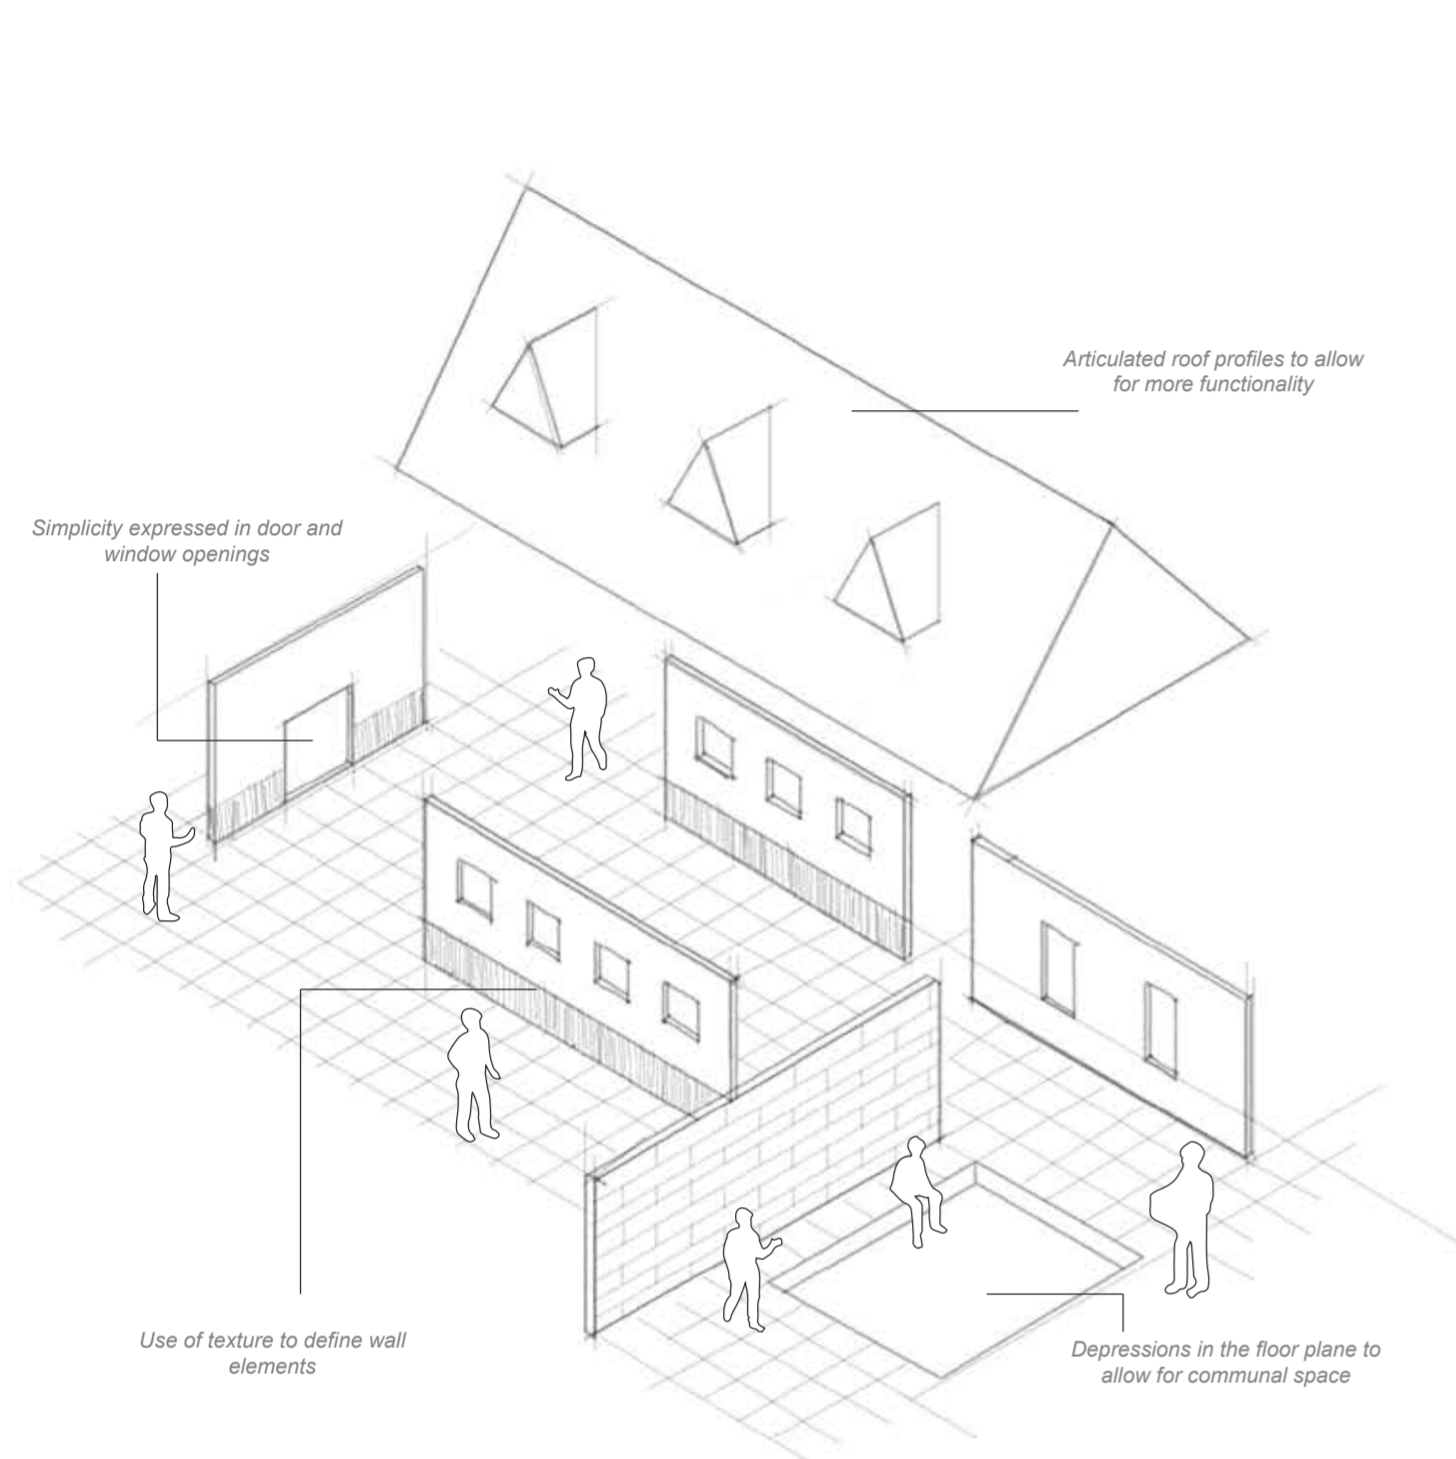 Articulated roof profiles to allow
for more functionality
Simplicity expressed in door and
window openings
Use of texture to define wall
elements
Depressions in the floor plane to
allow for communal space